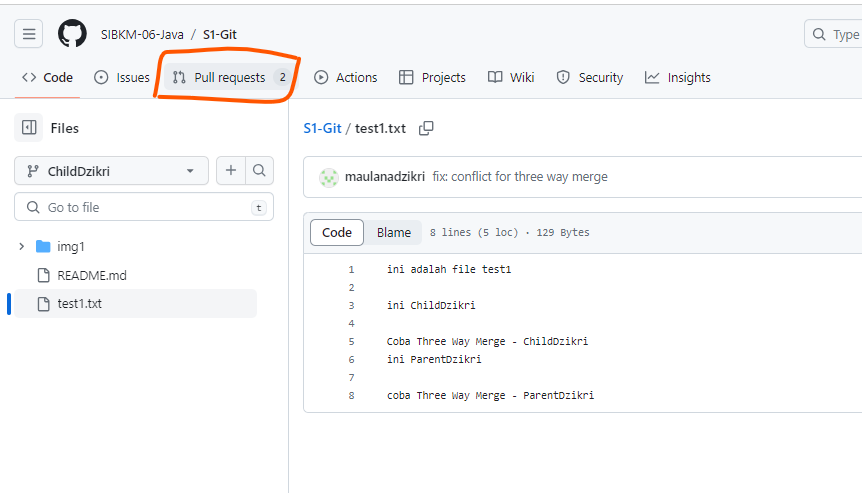 SIBKM-06-Java / S1-Git
Type
Code Issues Pull requests 2 Actions Projects Wiki Security Insights
Files
ChildDzikri
Go to file t
img1
README.md
test1.txt
S1-Git / test1.txt
maulanadzikri fix: conflict for three way merge
Code Blame 8 lines (5 loc) · 129 Bytes
1 ini adalah file test1
2
3 ini ChildDzikri
4
5 Coba Three Way Merge - ChildDzikri
6 ini ParentDzikri
7
8 coba Three Way Merge - ParentDzikri